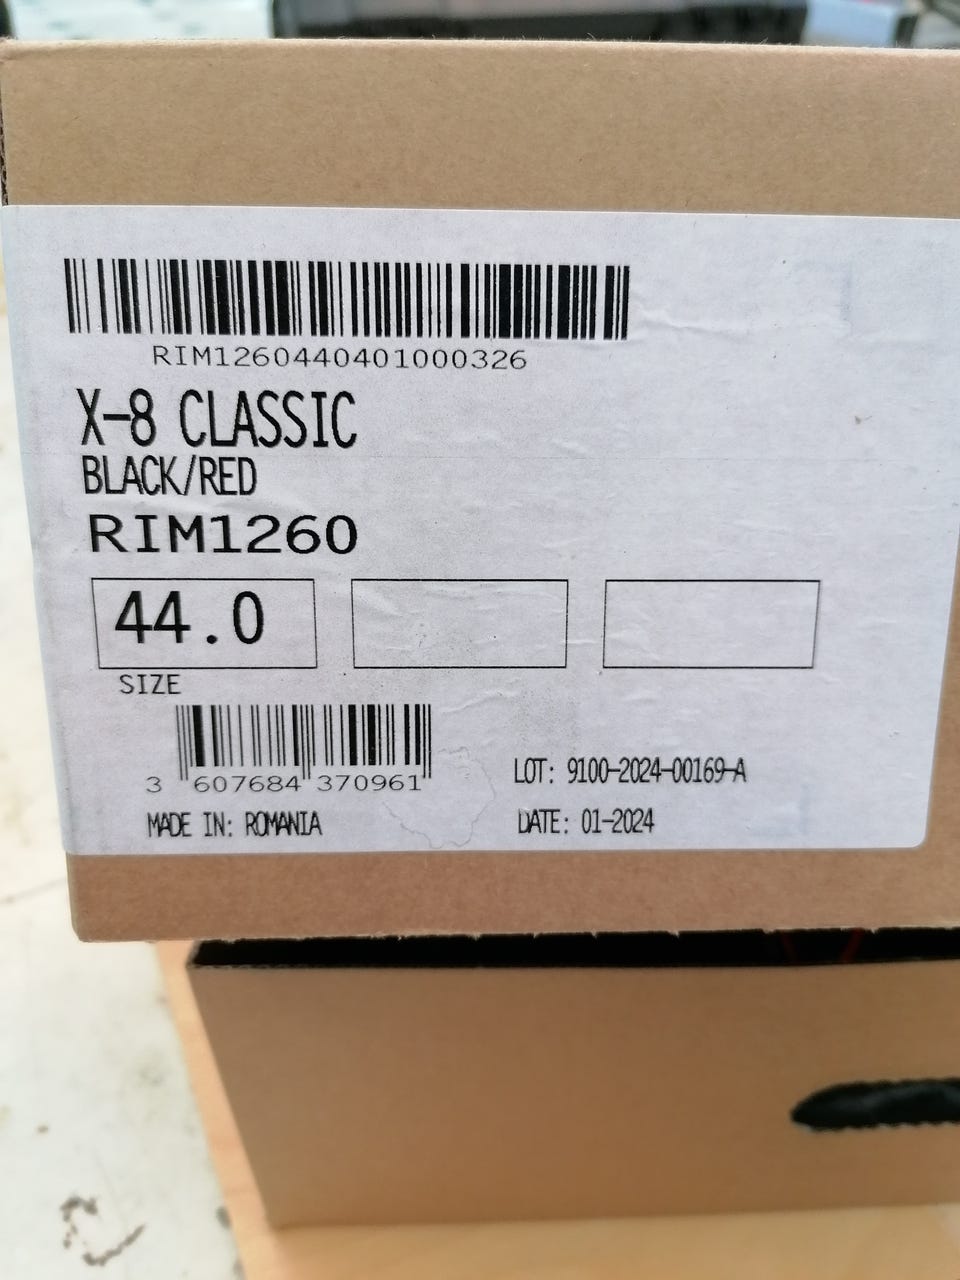 RIM1260440401000326
X-8 CLASSIC
BLACK/RED
RIM1260
44.0
SIZE
3 607684 370961
LOT: 9100-2024-00169-A
MADE IN: ROMANIA
DATE: 01-2024